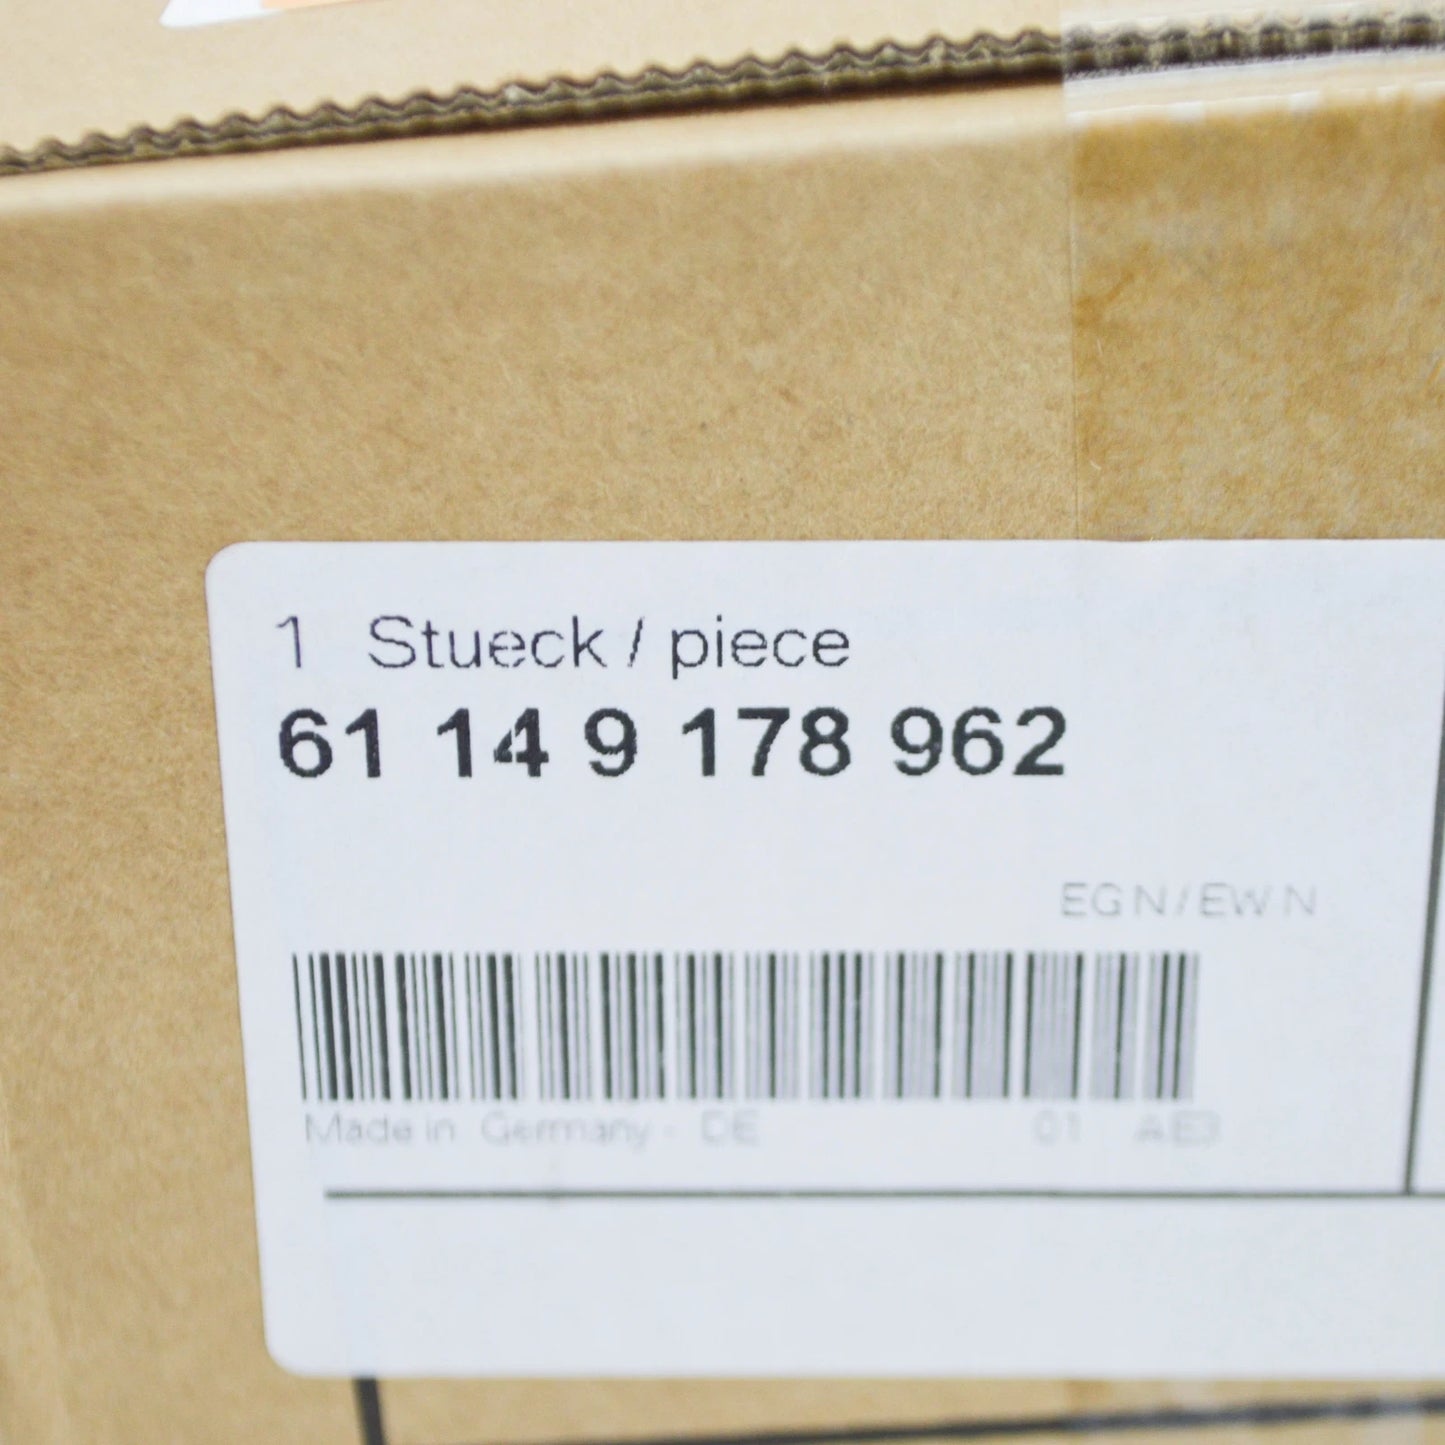 1 Stueck / piece
61 14 9 178 962
EGN/EWN
Made in Germany - DE 01 AE3